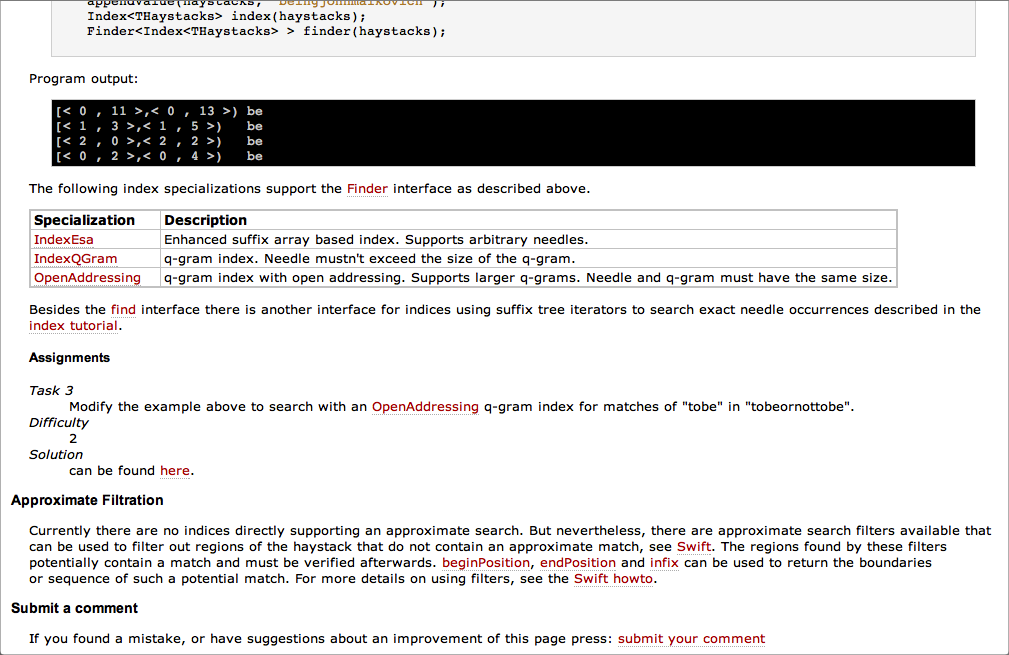 appendValue(haystacks, "beingjohnmalkovich");
Index<THaystacks> index(haystacks);
Finder<Index<THaystacks> > finder(haystacks);
Program output:
[< 0 , 11 >,< 0 , 13 >) be
[< 1 , 3 >,< 1 , 5 >)   be
[< 2 , 0 >,< 2 , 2 >)   be
[< 0 , 2 >,< 0 , 4 >)   be
The following index specializations support the Finder interface as described above.
Specialization Description
IndexEsa Enhanced suffix array based index. Supports arbitrary needles.
IndexQGram q-gram index. Needle mustn't exceed the size of the q-gram.
OpenAddressing q-gram index with open addressing. Supports larger q-grams. Needle and q-gram must have the same size.
Besides the find interface there is another interface for indices using suffix tree iterators to search exact needle occurrences described in the
index tutorial.
Assignments
Task 3
Modify the example above to search with an OpenAddressing q-gram index for matches of "tobe" in "tobeornottobe".
Difficulty
2
Solution
can be found here.
Approximate Filtration
Currently there are no indices directly supporting an approximate search. But nevertheless, there are approximate search filters available that
can be used to filter out regions of the haystack that do not contain an approximate match, see Swift. The regions found by these filters
potentially contain a match and must be verified afterwards. beginPosition, endPosition and infix can be used to return the boundaries
or sequence of such a potential match. For more details on using filters, see the Swift howto.
Submit a comment
If you found a mistake, or have suggestions about an improvement of this page press: submit your comment